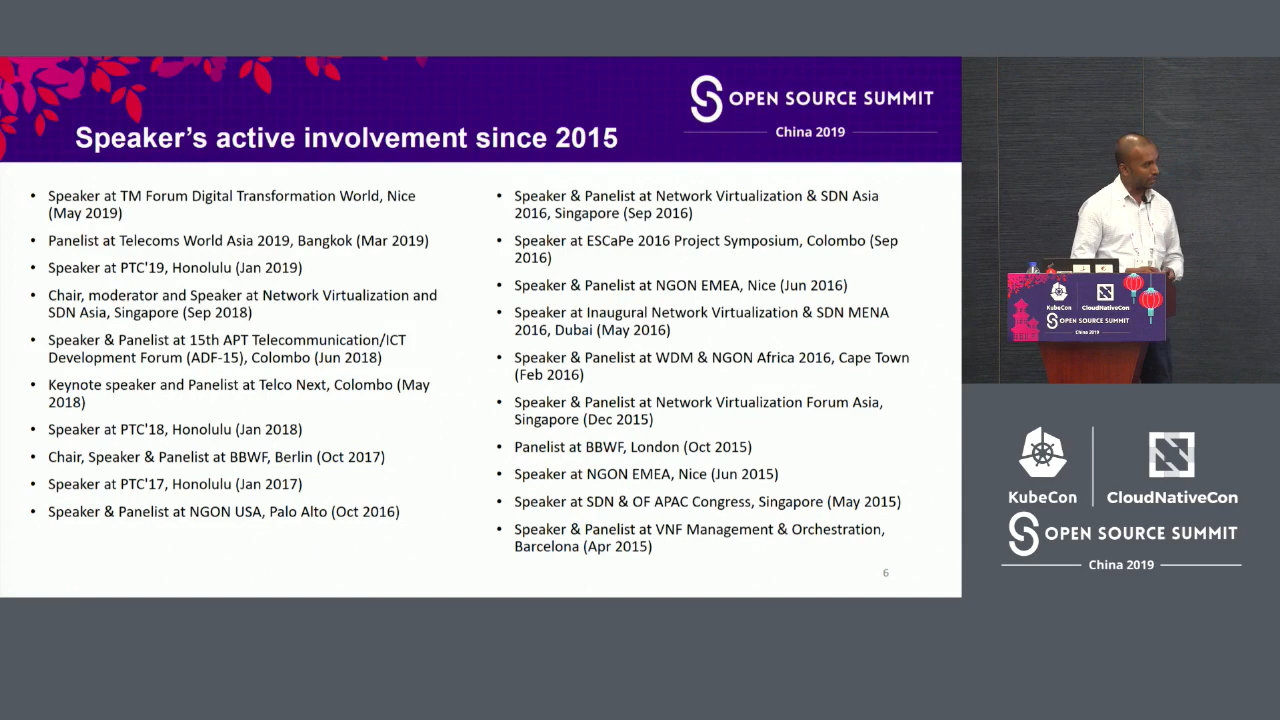 Speaker's active involvement since 2015
OPEN SOURCE SUMMIT
China 2019
• Speaker at TM Forum Digital Transformation World, Nice
(May 2019)
• Panelist at Telecoms World Asia 2019, Bangkok (Mar 2019)
• Speaker at PTC'19, Honolulu (Jan 2019)
• Chair, moderator and Speaker at Network Virtualization and
SDN Asia, Singapore (Sep 2018)
• Speaker & Panelist at 15th APT Telecommunication/ICT
Development Forum (ADF-15), Colombo (Jun 2018)
• Keynote speaker and Panelist at Telco Next, Colombo (May
2018)
• Speaker at PTC'18, Honolulu (Jan 2018)
• Chair, Speaker & Panelist at BBWF, Berlin (Oct 2017)
• Speaker at PTC'17, Honolulu (Jan 2017)
• Speaker & Panelist at NGON USA, Palo Alto (Oct 2016)
• Speaker & Panelist at Network Virtualization & SDN Asia
2016, Singapore (Sep 2016)
• Speaker at ESCaPe 2016 Project Symposium, Colombo (Sep
2016)
• Speaker & Panelist at NGON EMEA, Nice (Jun 2016)
• Speaker at Inaugural Network Virtualization & SDN MENA
2016, Dubai (May 2016)
• Speaker & Panelist at WDM & NGON Africa 2016, Cape Town
(Feb 2016)
• Speaker & Panelist at Network Virtualization Forum Asia,
Singapore (Dec 2015)
• Panelist at BBWF, London (Oct 2015)
• Speaker at NGON EMEA, Nice (Jun 2015)
• Speaker at SDN & OF APAC Congress, Singapore (May 2015)
• Speaker & Panelist at VNF Management & Orchestration,
Barcelona (Apr 2015)
6
KubeCon CloudNativeCon
OPEN SOURCE SUMMIT
China 2019
KubeCon CloudNativeCon
OPEN SOURCE SUMMIT
China 2019